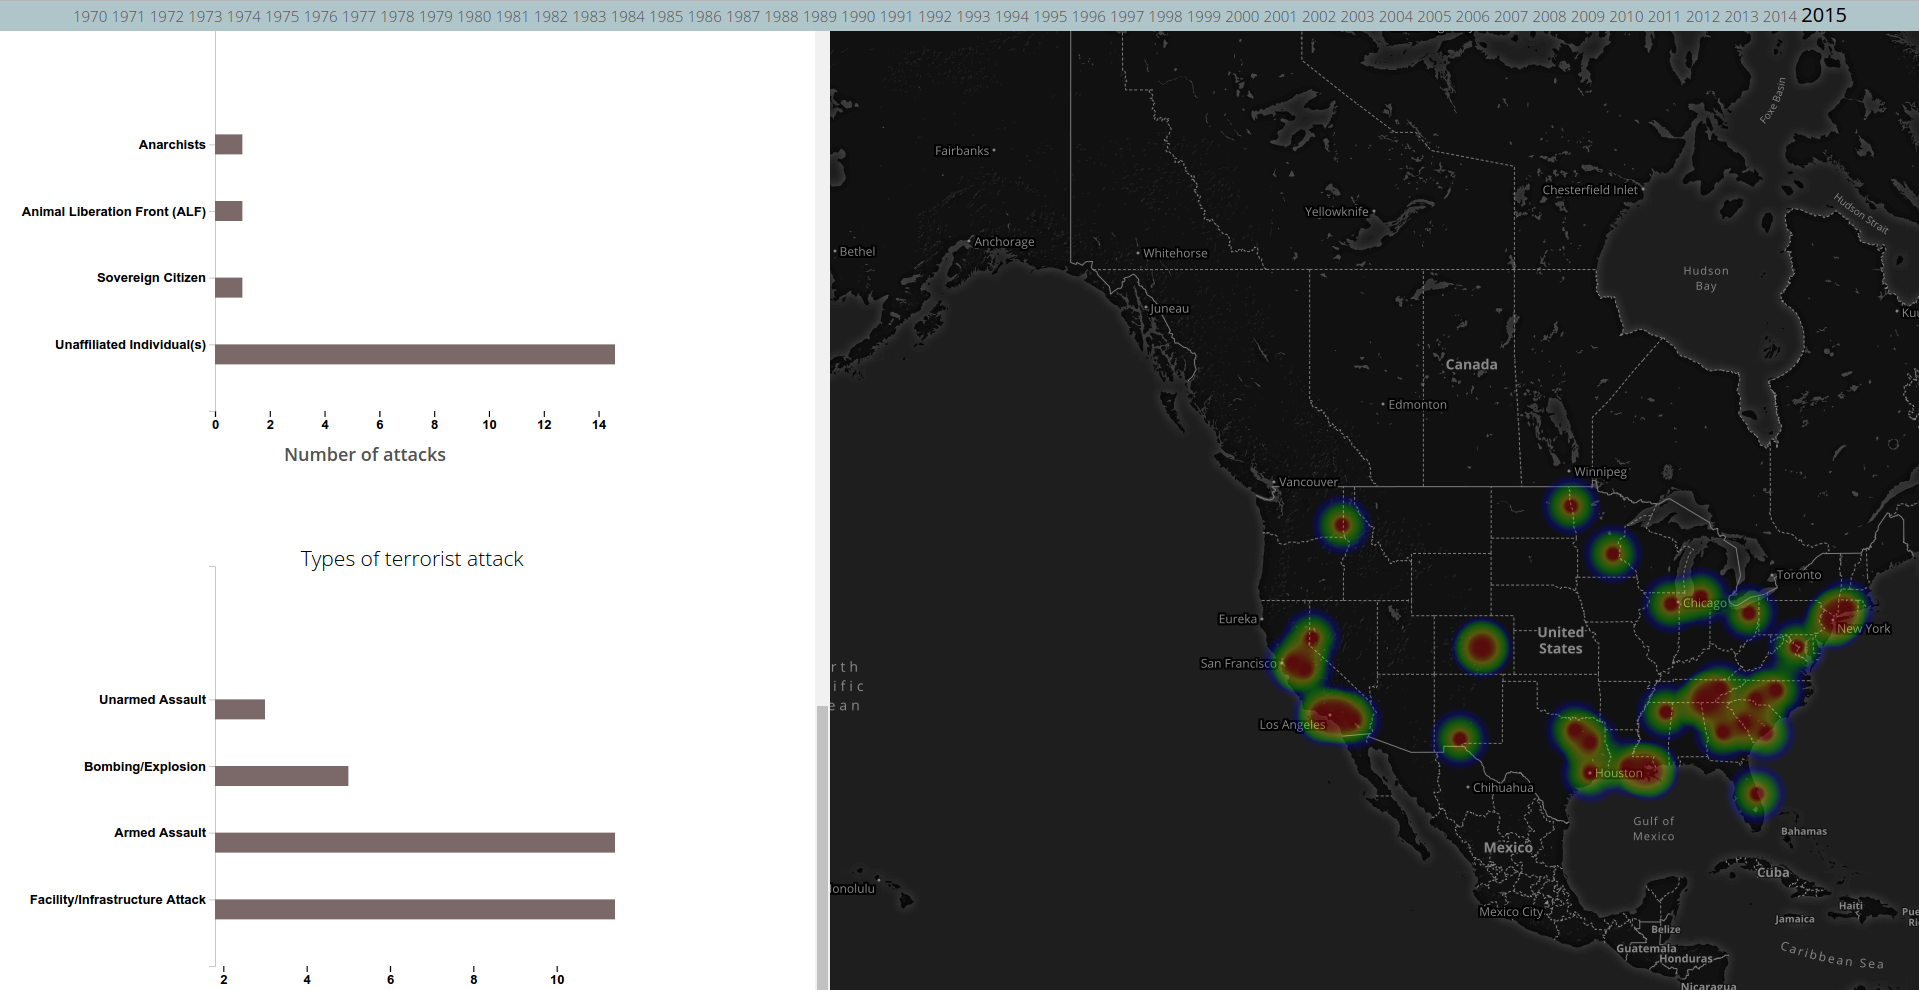 1970 1971 1972 1973 1974 1975 1976 1977 1978 1979 1980 1981 1982 1983 1984 1985 1986 1987 1988 1989 1990 1991 1992 1993 1994 1995 1996 1997 1998 1999 2000 2001 2002 2003 2004 2005 2006 2007 2008 2009 2010 2011 2012 2013 2014 2015
Anarchists
Animal Liberation Front (ALF)
Sovereign Citizen
Unaffiliated Individual(s)
0 2 4 6 8 10 12 14
Number of attacks
Types of terrorist attack
Unarmed Assault
Bombing/Explosion
Armed Assault
Facility/Infrastructure Attack
2 4 6 8 10
Foxe Basin
Fairbanks
Chesterfield Inlet
Hudson Strait
Yellowknife
Anchorage
Bethel
Whitehorse
Hudson
Bay
Juneau
Ku
Canada
Edmonton
Winnipeg
Vancouver
Toronto
Chicago
Eureka
New York
United
States
San Francisco
rth
ific
ean
Los Angeles
Houston
Chihuahua
Gulf of
Mexico
Bahamas
Mexico
Cuba
onolulu
Haiti
Pue
Ri
Mexico City
Jamaica
Belize
Guatemala
Honduras
Caribbean Sea
Nicaragua